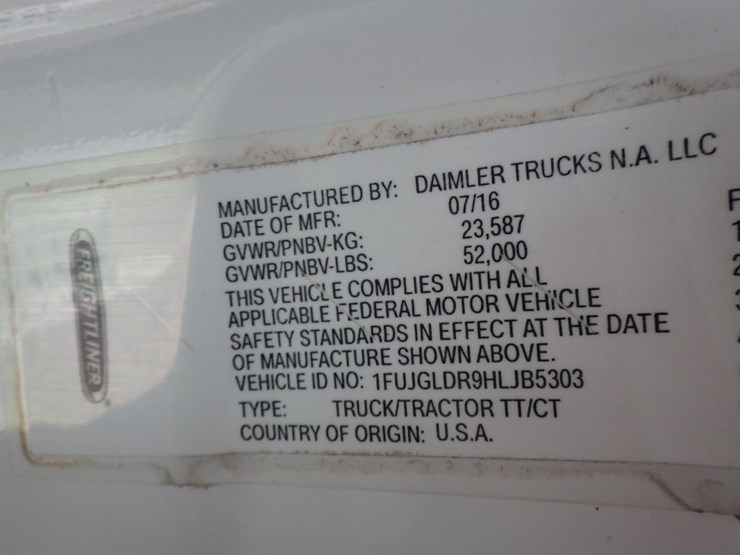 MANUFACTURED BY: DAIMLER TRUCKS N.A. LLC
DATE OF MFR: 07/16
GVWR/PNBV-KG: 23,587
GVWR/PNBV-LBS: 52,000
THIS VEHICLE COMPLIES WITH ALL
APPLICABLE FEDERAL MOTOR VEHICLE
SAFETY STANDARDS IN EFFECT AT THE DATE
OF MANUFACTURE SHOWN ABOVE.
VEHICLE ID NO: 1FUJGLDR9HLJB5303
TYPE: TRUCK/TRACTOR TT/CT
COUNTRY OF ORIGIN: U.S.A.
FREIGHTLINER